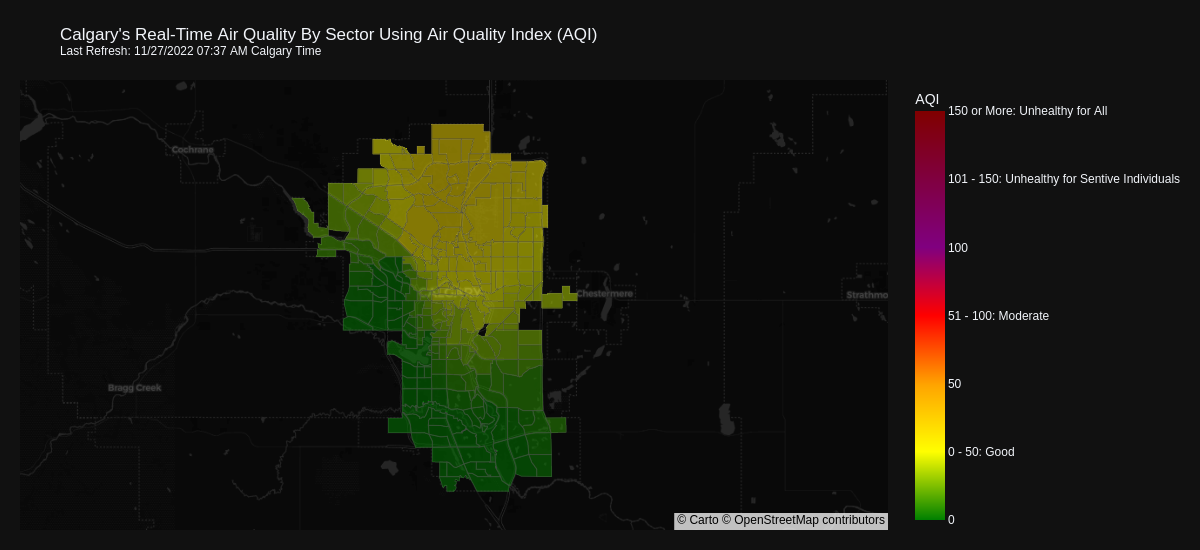 Calgary's Real-Time Air Quality By Sector Using Air Quality Index (AQI)
Last Refresh: 11/27/2022 07:37 AM Calgary Time
AQI
150 or More: Unhealthy for All
Cochrane
101 - 150: Unhealthy for Sentive Individuals
100
Chestermere
Strathmo
51 - 100: Moderate
50
Bragg Creek
0 - 50: Good
© Carto © OpenStreetMap contributors
0